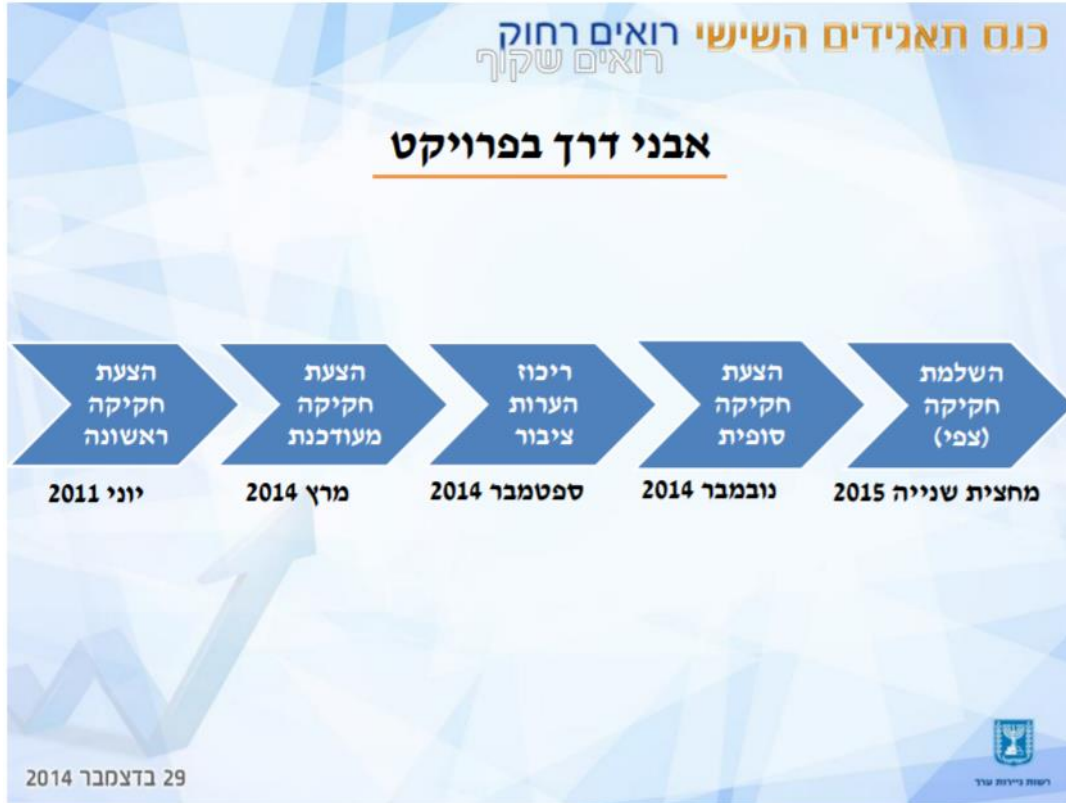 כנס תאגידים השישי רואים רחוק
רואים שקוף
אבני דרך בפרויקט
הצעת
חקיקה
ראשונה
יוני 2011
הצעת
חקיקה
מעודכנת
מרץ 2014
ריכוז
הערות
ציבור
ספטמבר 2014
הצעת
חקיקה
סופית
נובמבר 2014
השלמת
חקיקה
(צפי)
מחצית שנייה 2015
29 בדצמבר 2014
רשות ניירות ערך